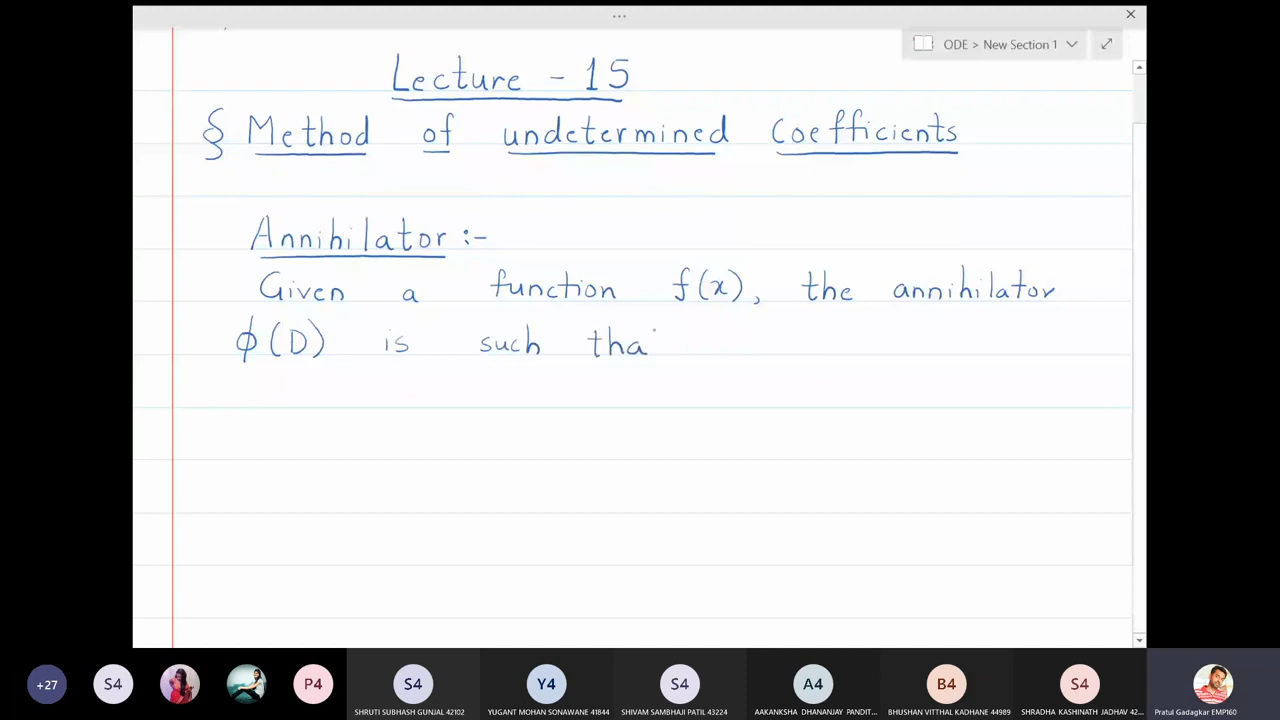 ODE > New Section 1
Lecture - 15
§ Method of undetermined Coefficients
Annihilator :-
Given a function f(x), the annihilator
ϕ(D) is such tha
+27
S4
P4
S4
Y4
S4
A4
B4
S4
SHRUTI SUBHASH GUNJAL 42102
YUGANT MOHAN SONAWANE 41844
SHIVAM SAMBHAJI PATIL 43224
AAKANKSHA DHANANJAY PANDIT...
BHUSHAN VITTHAL KADHANE 44989
SHRADHA KASHINATH JADHAV 42...
Pratul Gadagkar EMP160